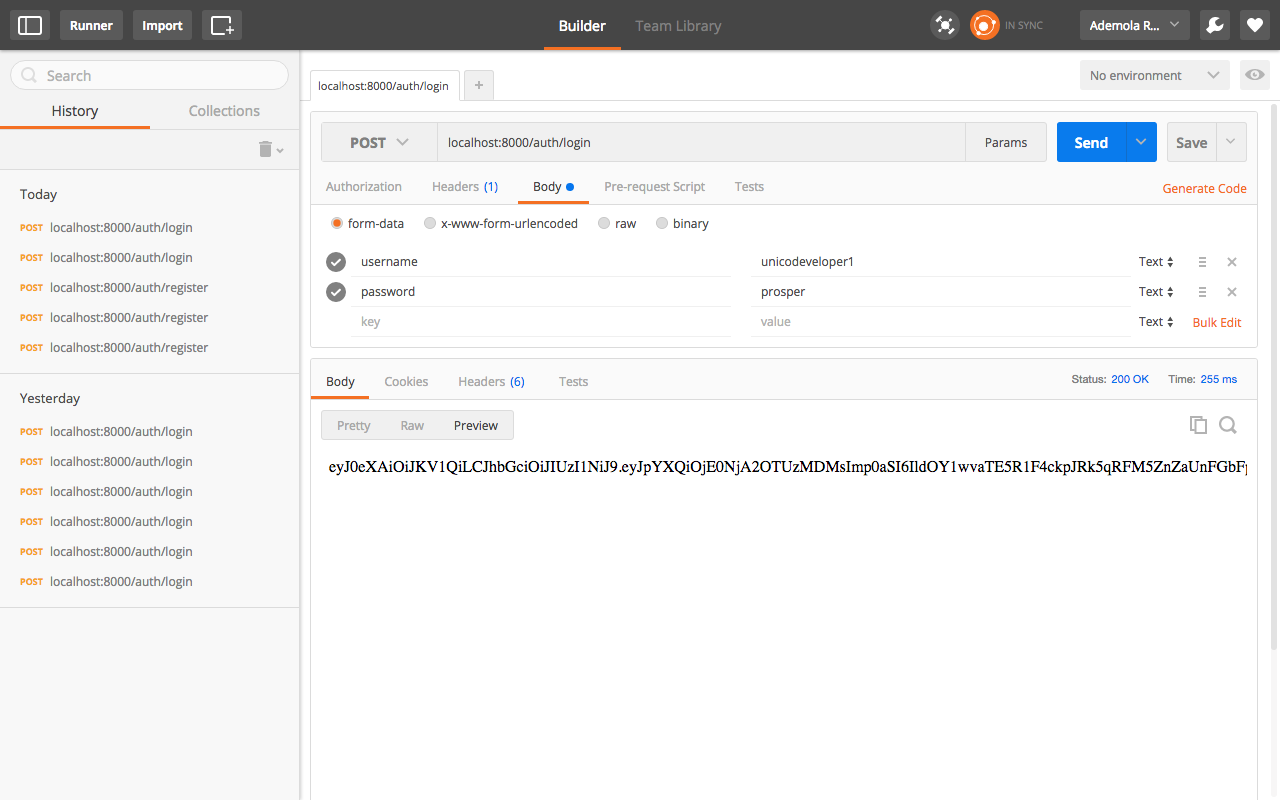 Runner Import Builder Team Library IN SYNC Ademola R...
Search
History Collections
Today
POST localhost:8000/auth/login
POST localhost:8000/auth/login
POST localhost:8000/auth/register
POST localhost:8000/auth/register
POST localhost:8000/auth/register
Yesterday
POST localhost:8000/auth/login
POST localhost:8000/auth/login
POST localhost:8000/auth/login
POST localhost:8000/auth/login
POST localhost:8000/auth/login
POST localhost:8000/auth/login
localhost:8000/auth/login + No environment
POST localhost:8000/auth/login Params Send Save
Authorization Headers (1) Body Pre-request Script Tests Generate Code
form-data x-www-form-urlencoded raw binary
username unicodeveloper1 Text
password prosper Text
key value Text Bulk Edit
Body Cookies Headers (6) Tests Status: 200 OK Time: 255 ms
Pretty Raw Preview
eyJ0eXAiOiJKV1QiLCJhbGciOiJIUzI1NiJ9.eyJpYXQiOjE0NjA2OTUzMDMsImp0aSI6IldOY1wvaTE5R1F4ckpJRk5qRFM5ZnZaUnFGbF